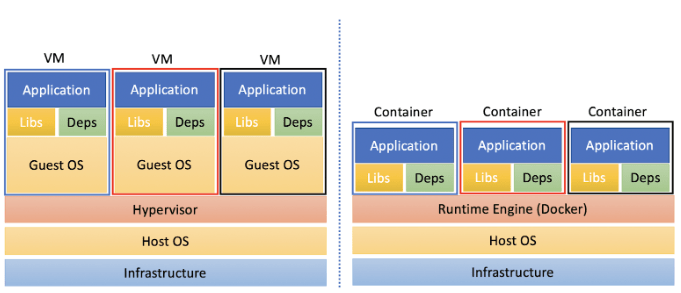 VM
VM
VM
Application
Application
Application
Libs
Deps
Libs
Deps
Libs
Deps
Guest OS
Guest OS
Guest OS
Hypervisor
Host OS
Infrastructure
Container
Container
Container
Application
Application
Application
Libs
Deps
Libs
Deps
Libs
Deps
Runtime Engine (Docker)
Host OS
Infrastructure